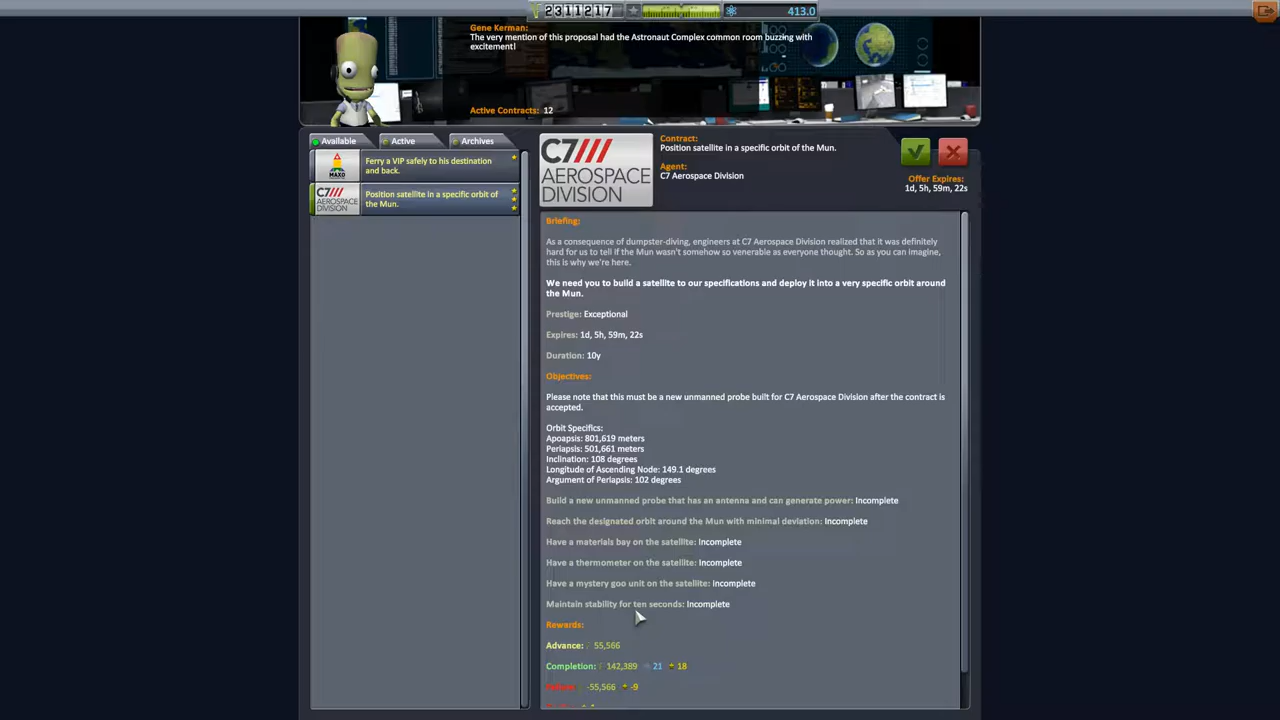 2311217 413.0
Gene Kerman:
The very mention of this proposal had the Astronaut Complex common room buzzing with
excitement!
Active Contracts: 12
Available Active Archives
MAXO
Ferry a VIP safely to his destination
and back.
C7
AEROSPACE
DIVISION
Position satellite in a specific orbit of
the Mun.
C7
AEROSPACE
DIVISION
Contract:
Position satellite in a specific orbit of the Mun.
Agent:
C7 Aerospace Division
Offer Expires:
1d, 5h, 59m, 22s
Briefing:
As a consequence of dumpster-diving, engineers at C7 Aerospace Division realized that it was definitely
hard for us to tell if the Mun wasn't somehow so venerable as everyone thought. So as you can imagine,
this is why we're here.
We need you to build a satellite to our specifications and deploy it into a very specific orbit around
the Mun.
Prestige: Exceptional
Expires: 1d, 5h, 59m, 22s
Duration: 10y
Objectives:
Please note that this must be a new unmanned probe built for C7 Aerospace Division after the contract is
accepted.
Orbit Specifics:
Apoapsis: 801,619 meters
Periapsis: 501,661 meters
Inclination: 108 degrees
Longitude of Ascending Node: 149.1 degrees
Argument of Periapsis: 102 degrees
Build a new unmanned probe that has an antenna and can generate power: Incomplete
Reach the designated orbit around the Mun with minimal deviation: Incomplete
Have a materials bay on the satellite: Incomplete
Have a thermometer on the satellite: Incomplete
Have a mystery goo unit on the satellite: Incomplete
Maintain stability for ten seconds: Incomplete
Rewards:
Advance: 55,566
Completion: 142,389 21 18
-55,566 -9